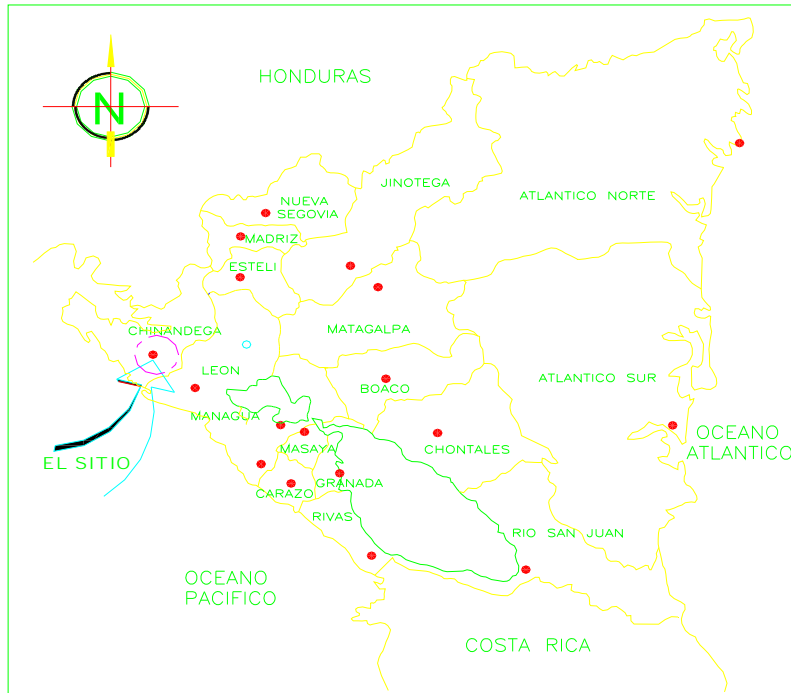 HONDURAS
N
JINOTEGA
NUEVA
SEGOVIA
ATLANTICO NORTE
MADRIZ
ESTELI
CHINANDEGA
MATAGALPA
LEON
BOACO
ATLANTICO SUR
MANAGUA
MASAYA
CHONTALES
OCEANO
ATLANTICO
EL SITIO
GRANADA
CARAZO
RIVAS
RIO SAN JUAN
OCEANO
PACIFICO
COSTA RICA